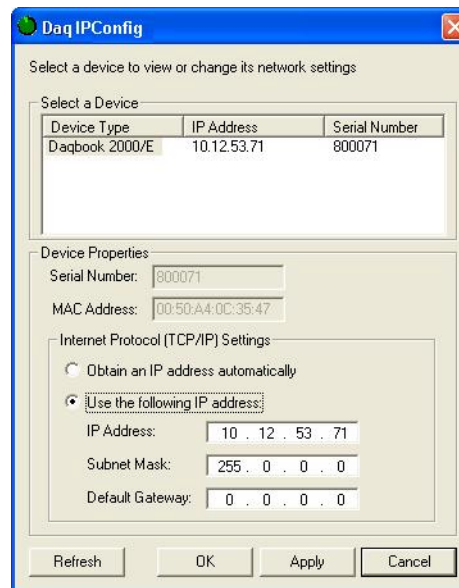 Daq IPConfig
Select a device to view or change its network settings
Select a Device
Device Type IP Address Serial Number
Daqbook 2000/E 10.12.53.71 800071
Device Properties
Serial Number: 800071
MAC Address: 00:50:A4:0C:35:47
Internet Protocol (TCP/IP) Settings
Obtain an IP address automatically
Use the following IP address:
IP Address: 10 . 12 . 53 . 71
Subnet Mask: 255 . 0 . 0 . 0
Default Gateway: 0 . 0 . 0 . 0
Refresh OK Apply Cancel